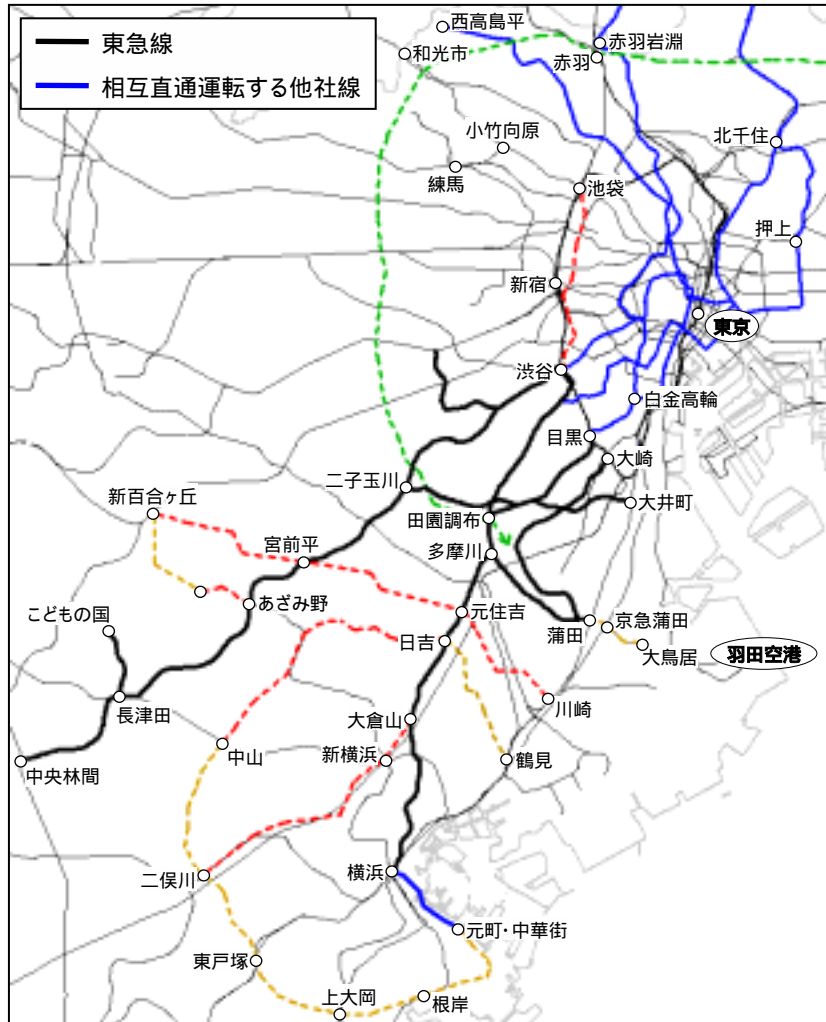 東急線
相互直通運転する他社線
西高島平
和光市
赤羽岩淵
赤羽
小竹向原
練馬
北千住
池袋
押上
新宿
東京
渋谷
白金高輪
目黒
大崎
二子玉川
大井町
新百合ヶ丘
田園調布
宮前平
多摩川
こどもの国
あざみ野
元住吉
日吉
蒲田
京急蒲田
大鳥居
羽田空港
長津田
大倉山
川崎
中央林間
中山
新横浜
鶴見
二俣川
横浜
元町・中華街
東戸塚
上大岡
根岸